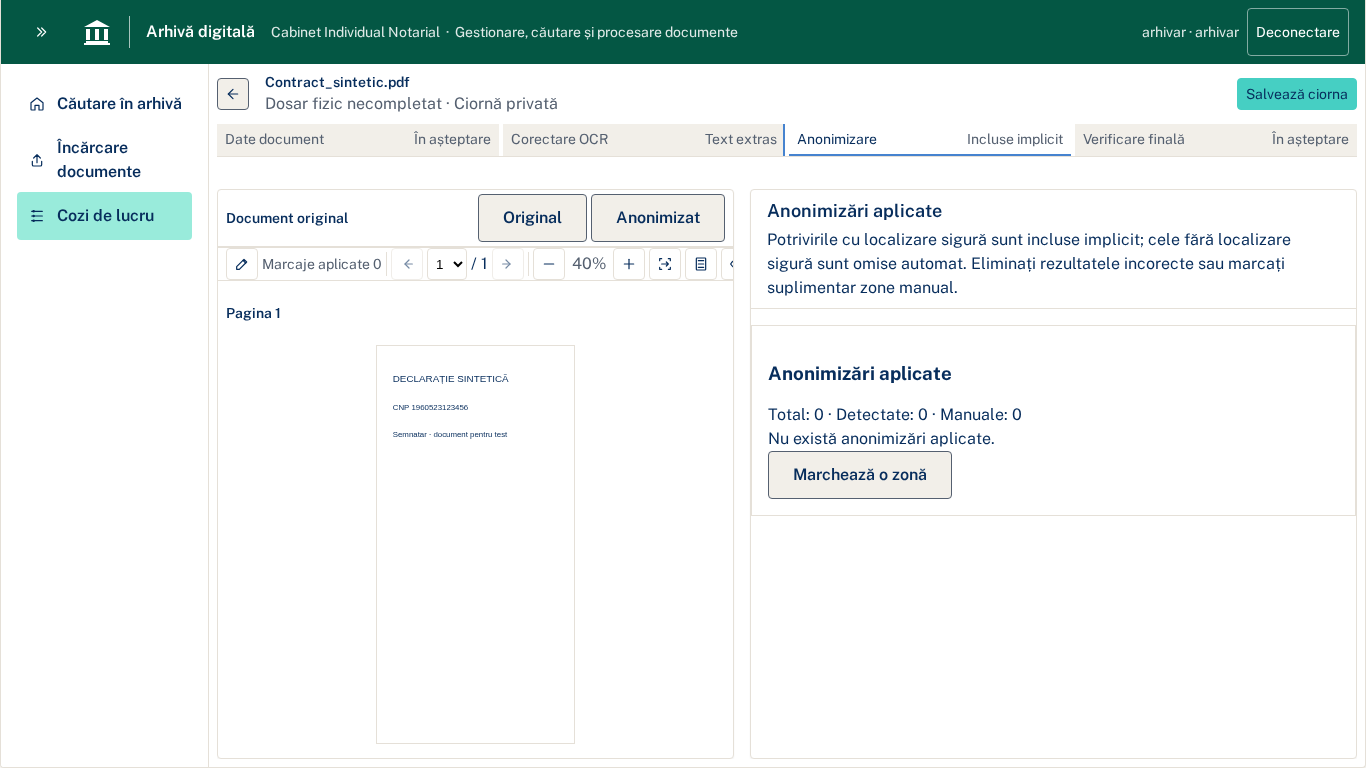 Arhivă digitală
Cabinet Individual Notarial · Gestionare, căutare și procesare documente
arhivar · arhivar
Deconectare
Căutare în arhivă
Încărcare documente
Cozi de lucru
Contract_sintetic.pdf
Dosar fizic necompletat · Ciornă privată
Salvează ciorna
Date document
În așteptare
Corectare OCR
Text extras
Anonimizare
Incluse implicit
Verificare finală
În așteptare
Document original
Original
Anonimizat
Marcaje aplicate 0
1
/ 1
40%
Pagina 1
DECLARAȚIE SINTETICĂ
CNP 1960523123456
Semnatar · document pentru test
Anonimizări aplicate
Potrivirile cu localizare sigură sunt incluse implicit; cele fără localizare
sigură sunt omise automat. Eliminați rezultatele incorecte sau marcați
suplimentar zone manual.
Anonimizări aplicate
Total: 0 · Detectate: 0 · Manuale: 0
Nu există anonimizări aplicate.
Marchează o zonă